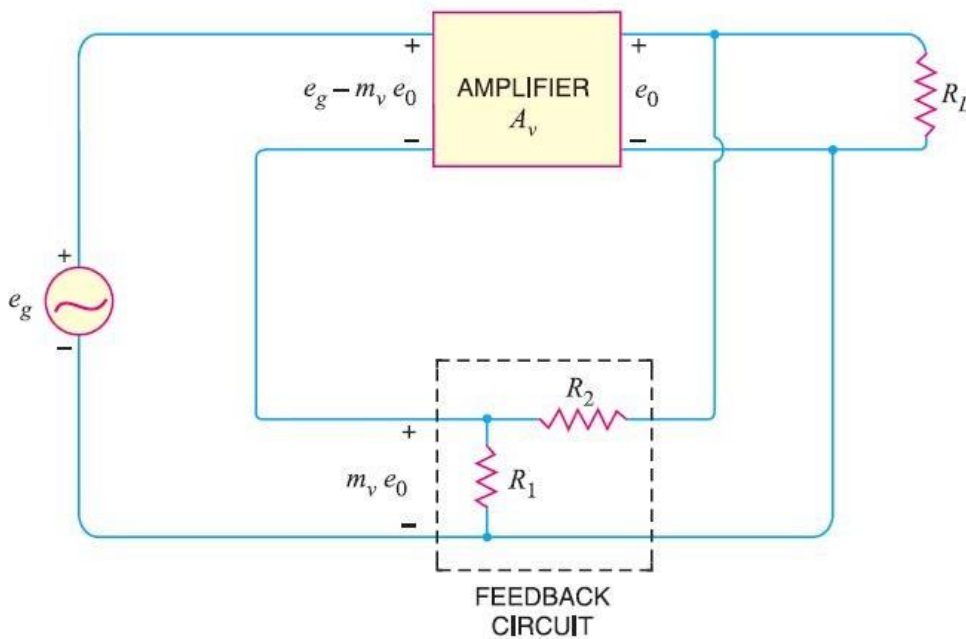 + +
AMPLIFIER
e_g – m_v e_0 e_0 R_L
A_v
– –
+
e_g
–
R_2
+
m_v e_0 R_1
–
FEEDBACK
CIRCUIT